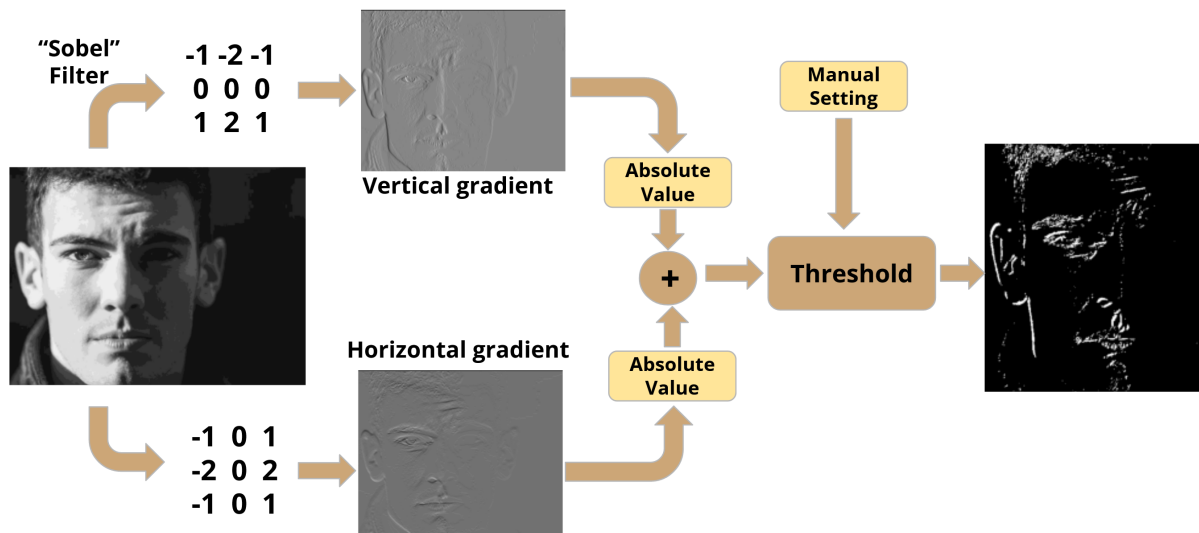 “Sobel”
Filter
-1 -2 -1
0 0 0
1 2 1
Vertical gradient
Absolute
Value
Manual
Setting
+
Threshold
Horizontal gradient
Absolute
Value
-1 0 1
-2 0 2
-1 0 1